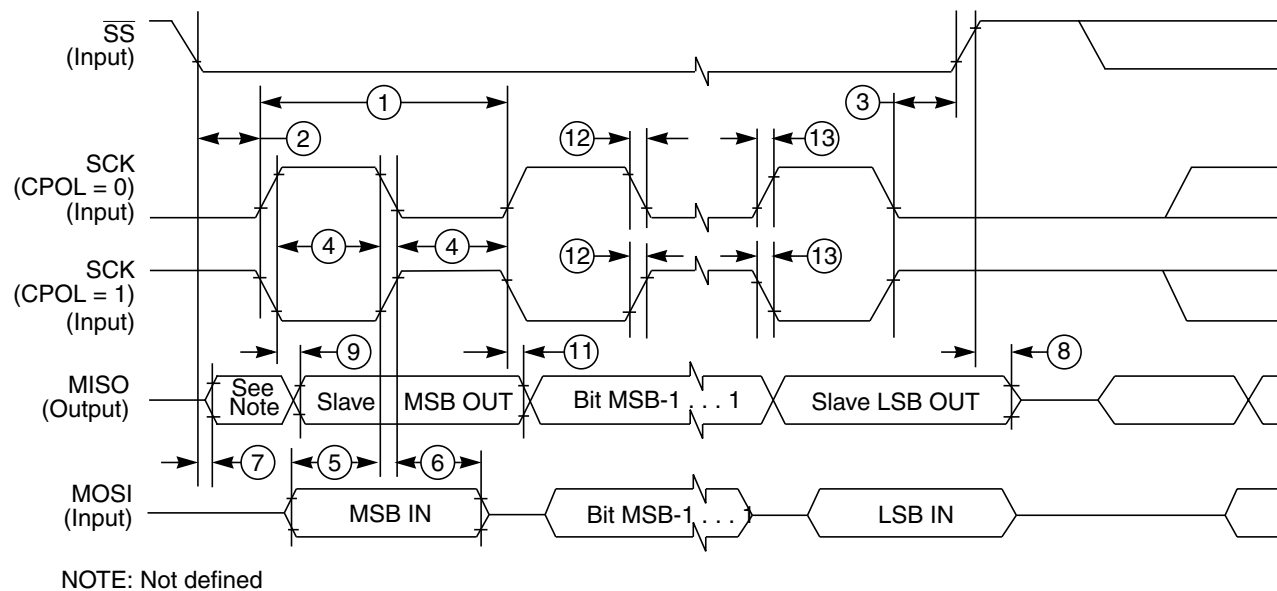 SS
(Input)
1
3
2
12
13
SCK
(CPOL = 0)
(Input)
4
4
12
13
SCK
(CPOL = 1)
(Input)
9
11
8
MISO
(Output)
See
Note
Slave
MSB OUT
Bit MSB-1 . . . 1
Slave LSB OUT
7
5
6
MOSI
(Input)
MSB IN
Bit MSB-1 . . . 1
LSB IN
NOTE: Not defined